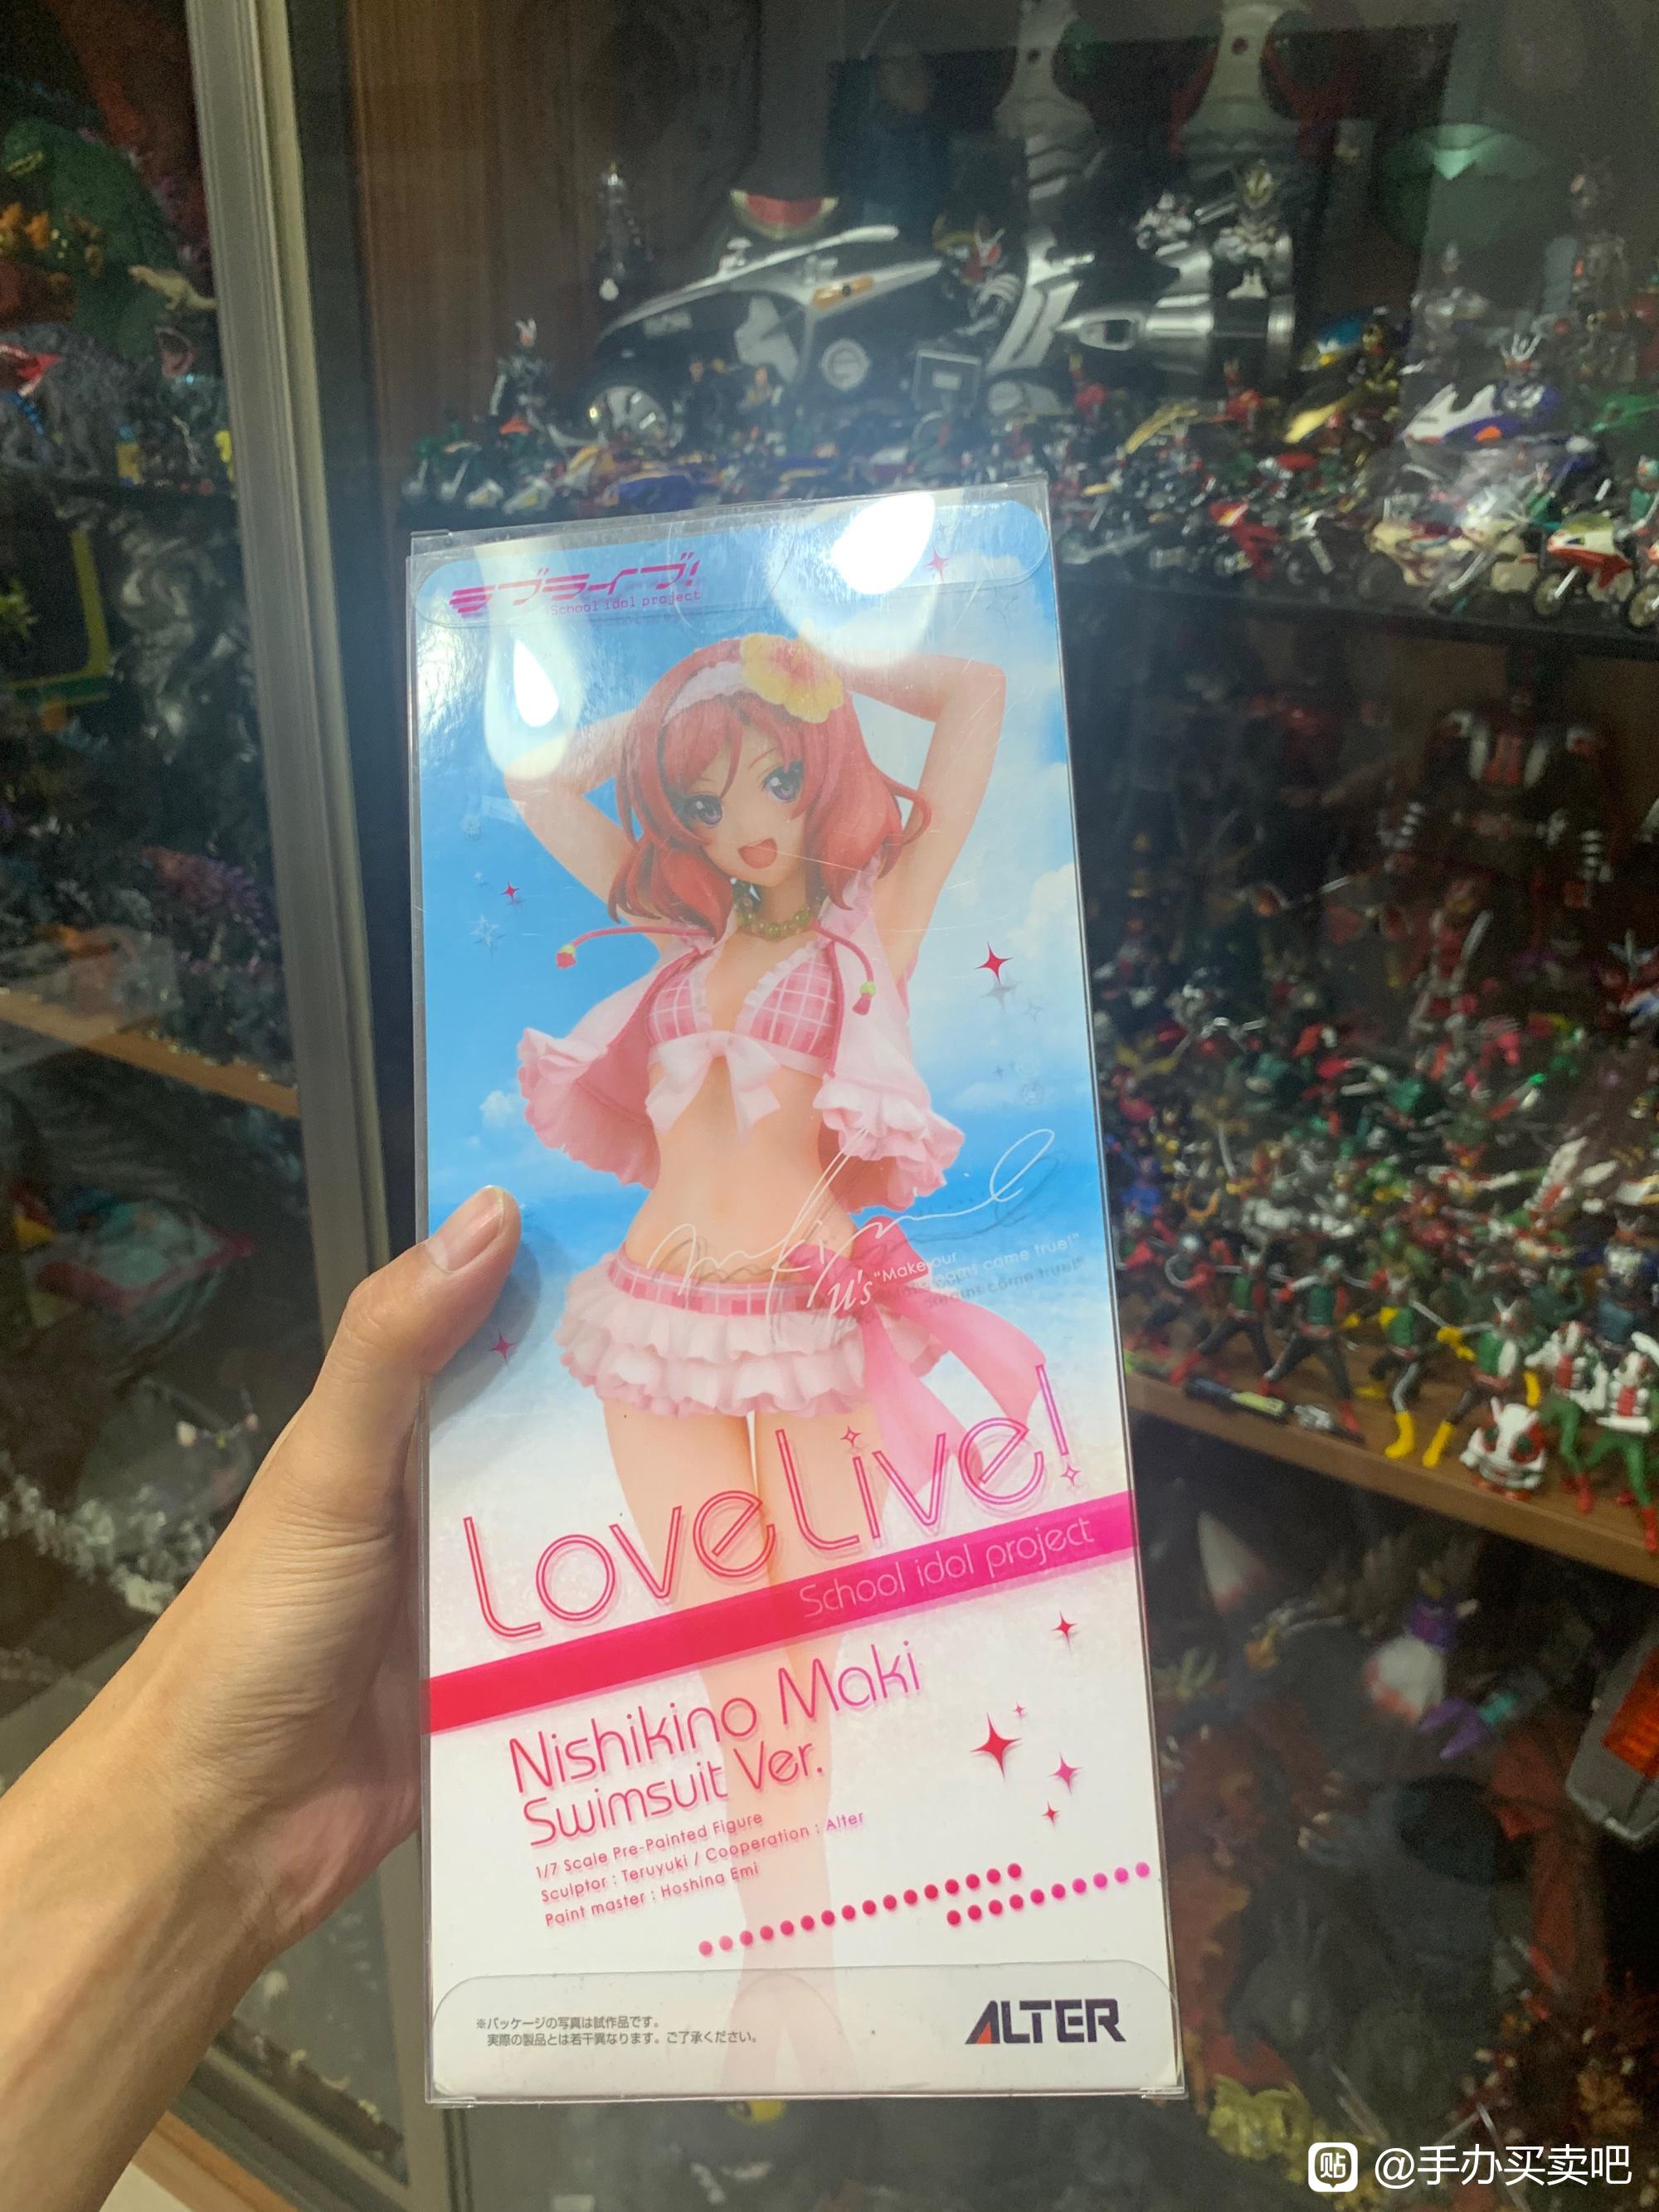 ラブライブ!
School idol project
Maki
μ's "Make our
dreams come true!"
LoveLive!
School idol project
Nishikino Maki
Swimsuit Ver.
1/7 Scale Pre-Painted Figure
Sculptor : Teruyuki / Cooperation : Alter
Paint master : Hoshina Emi
※パッケージの写真は試作品です。
実際の製品とは若干異なります。ご了承ください。
ALTER
贴 @手办买卖吧